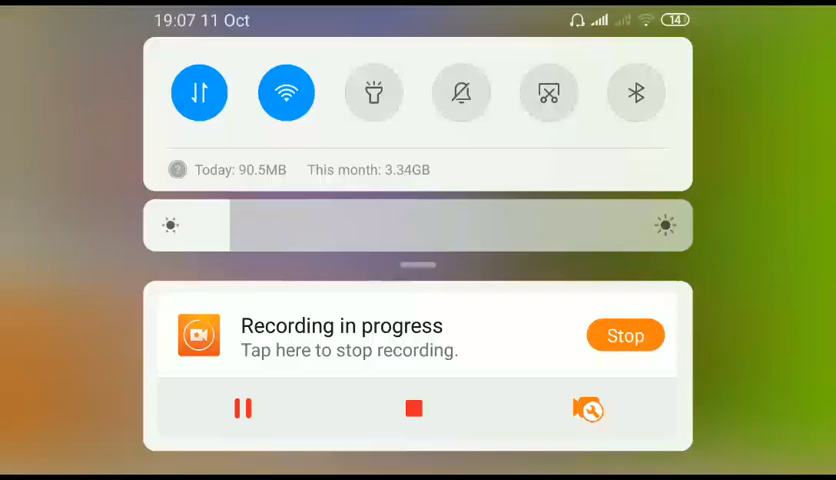 19:07 11 Oct
14
Today: 90.5MB This month: 3.34GB
Recording in progress
Tap here to stop recording.
Stop